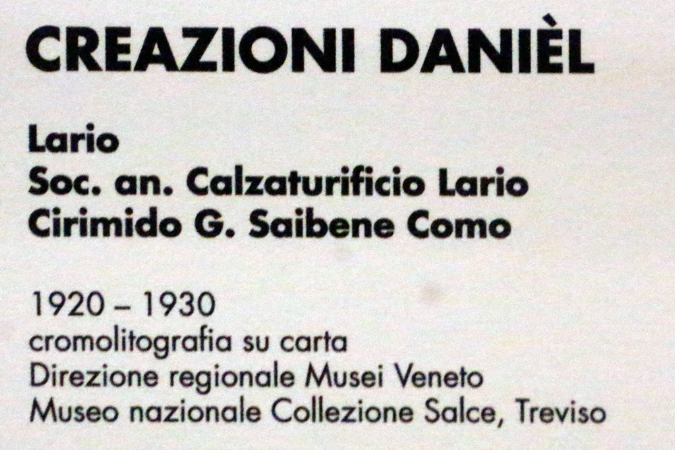 CREAZIONI DANIÈL
Lario
Soc. an. Calzaturificio Lario
Cirimido G. Saibene Como
1920 – 1930
cromolitografia su carta
Direzione regionale Musei Veneto
Museo nazionale Collezione Salce, Treviso